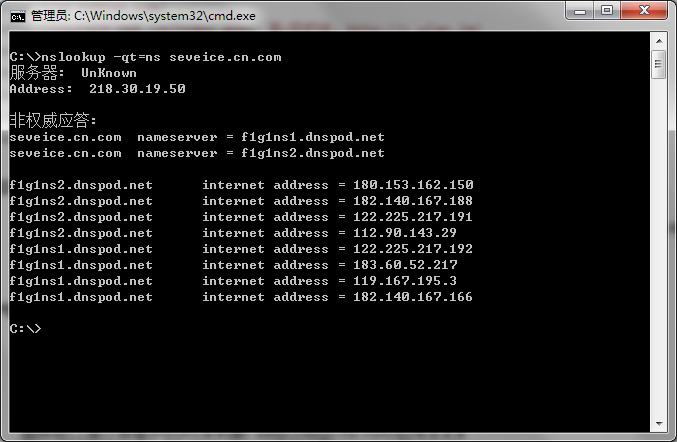 管理员: C:\Windows\system32\cmd.exe
C:\>nslookup -qt=ns seveice.cn.com
服务器:  UnKnown
Address:  218.30.19.50
非权威应答:
seveice.cn.com  nameserver = f1g1ns1.dnspod.net
seveice.cn.com  nameserver = f1g1ns2.dnspod.net
f1g1ns2.dnspod.net      internet address = 180.153.162.150
f1g1ns2.dnspod.net      internet address = 182.140.167.188
f1g1ns2.dnspod.net      internet address = 122.225.217.191
f1g1ns2.dnspod.net      internet address = 112.90.143.29
f1g1ns1.dnspod.net      internet address = 122.225.217.192
f1g1ns1.dnspod.net      internet address = 183.60.52.217
f1g1ns1.dnspod.net      internet address = 119.167.195.3
f1g1ns1.dnspod.net      internet address = 182.140.167.166
C:\>